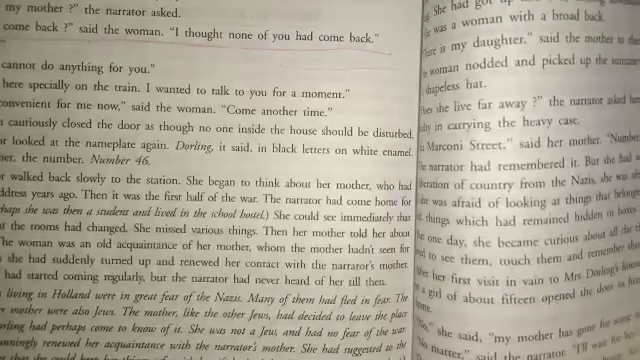 my mother ?" the narrator asked.
come back ?" said the woman. "I thought none of you had come back."
"
cannot do anything for you."
here specially on the train. I wanted to talk to you for a moment."
convenient for me now," said the woman. "Come another time."
cautiously closed the door as though no one inside the house should be disturbed.
looked at the nameplate again. Dorling, it said, in black letters on white enamel.
the number. Number 46.
walked back slowly to the station. She began to think about her mother, who had
address years ago. Then it was the first half of the war. The narrator had come home for
she was then a student and lived in the school hostel.) She could see immediately that
the rooms had changed. She missed various things. Then her mother told her about
The woman was an old acquaintance of her mother, whom the mother hadn't seen for
she had suddenly turned up and renewed her contact with the narrator's mother.
had started coming regularly, but the narrator had never heard of her till then.
living in Holland were in great fear of the Nazis. Many of them had fled in fear. The
mother were also Jews. The mother, like the other Jews, had decided to leave the place
had perhaps come to know of it. She was not a Jew, and had no fear of the war.
renewed her acquaintance with the narrator's mother. She had suggested to the
She had got up
was a woman with a broad back.
is my daughter," said the mother to the
woman nodded and picked up the
shapeless hat.
she live far away ?" the narrator asked
in carrying the heavy case.
Marconi Street," said her mother. "Number
narrator had remembered it. But she had
of country from the Nazis, she was
was afraid of looking at things that
things which had remained hidden in
one day, she became curious about all the
to see them, touch them and remember
her first visit in vain to Mrs Dorling's
a girl of about fifteen opened the door
she said, "my mother has gone for some
matter," said the narrator. "I'll wait for